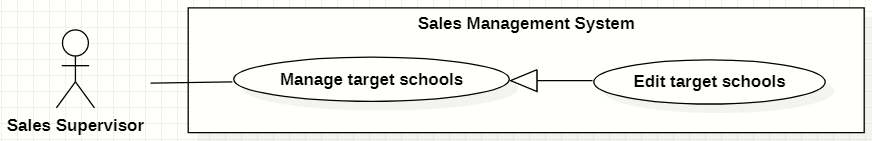 Sales Management System
Manage target schools
Edit target schools
Sales Supervisor